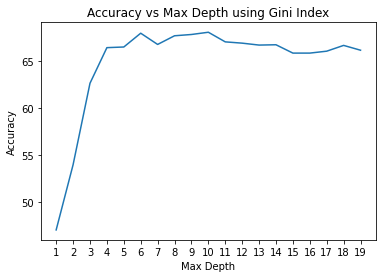 Accuracy vs Max Depth using Gini Index
Accuracy
65
60
55
50
1 2 3 4 5 6 7 8 9 10 11 12 13 14 15 16 17 18 19
Max Depth